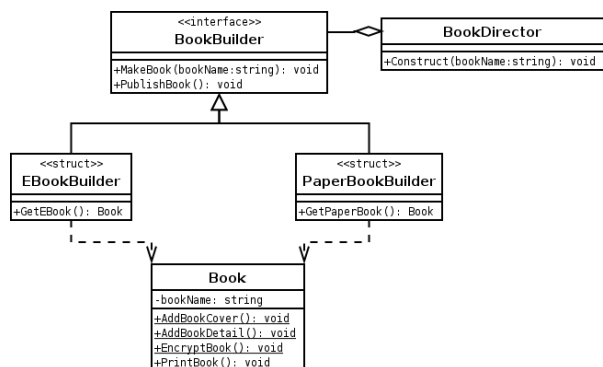 <<interface>>
BookBuilder
+MakeBook(bookName:string): void
+PublishBook(): void
BookDirector
+Construct(bookName:string): void
<<struct>>
EBookBuilder
+GetEBook(): Book
<<struct>>
PaperBookBuilder
+GetPaperBook(): Book
Book
-bookName: string
+AddBookCover(): void
+AddBookDetail(): void
+EncryptBook(): void
+PrintBook(): void